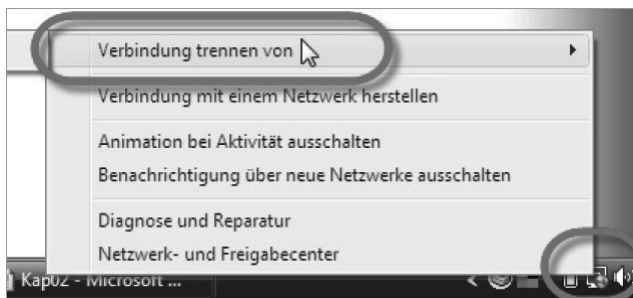 Verbindung trennen von
Verbindung mit einem Netzwerk herstellen
Animation bei Aktivität ausschalten
Benachrichtigung über neue Netzwerke ausschalten
Diagnose und Reparatur
Netzwerk- und Freigabecenter
Kap02 - Microsoft ...